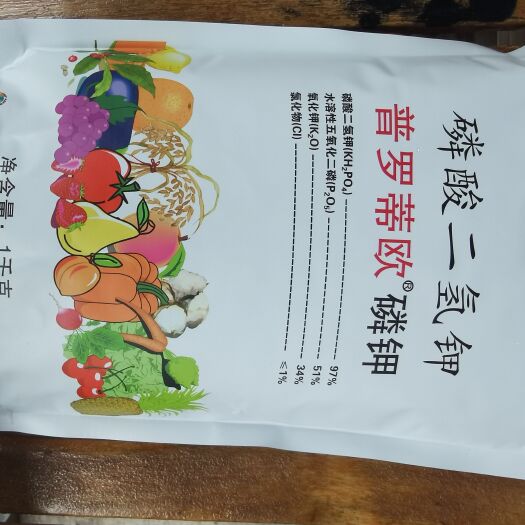 磷酸二氢钾
普罗蒂欧®磷钾
磷酸二氢钾(KH₂PO₄)--------------------97%
水溶性五氧化二磷(P₂O₅)----------------51%
氧化钾(K₂O)--------------------34%
氯化物(Cl)--------------------≤1%
净含量：1千克